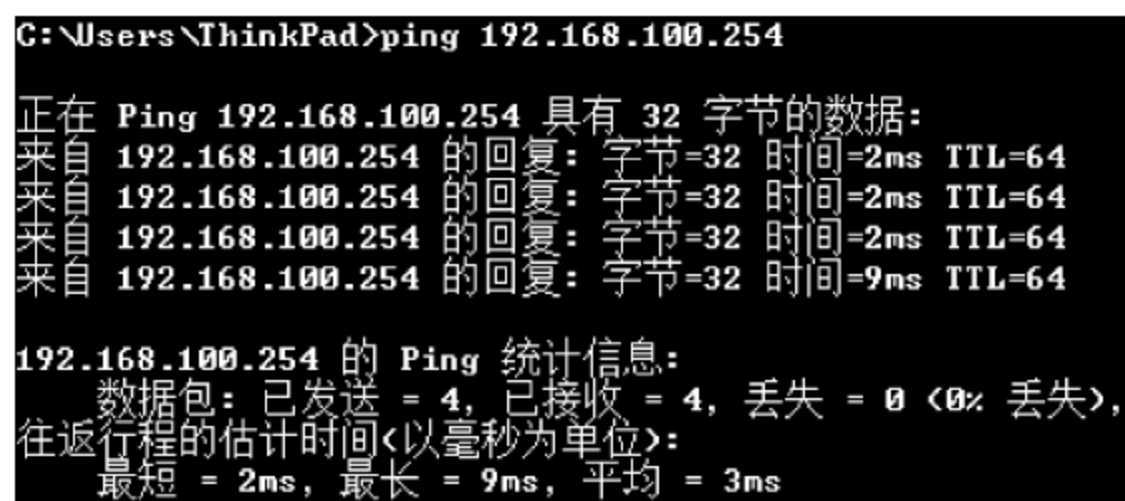 C:\Users\ThinkPad>ping 192.168.100.254
正在 Ping 192.168.100.254 具有 32 字节的数据:
来自 192.168.100.254 的回复: 字节=32 时间=2ms TTL=64
来自 192.168.100.254 的回复: 字节=32 时间=2ms TTL=64
来自 192.168.100.254 的回复: 字节=32 时间=2ms TTL=64
来自 192.168.100.254 的回复: 字节=32 时间=9ms TTL=64
192.168.100.254 的 Ping 统计信息:
数据包: 已发送 = 4, 已接收 = 4, 丢失 = 0 (0% 丢失),
往返行程的估计时间(以毫秒为单位):
最短 = 2ms, 最长 = 9ms, 平均 = 3ms